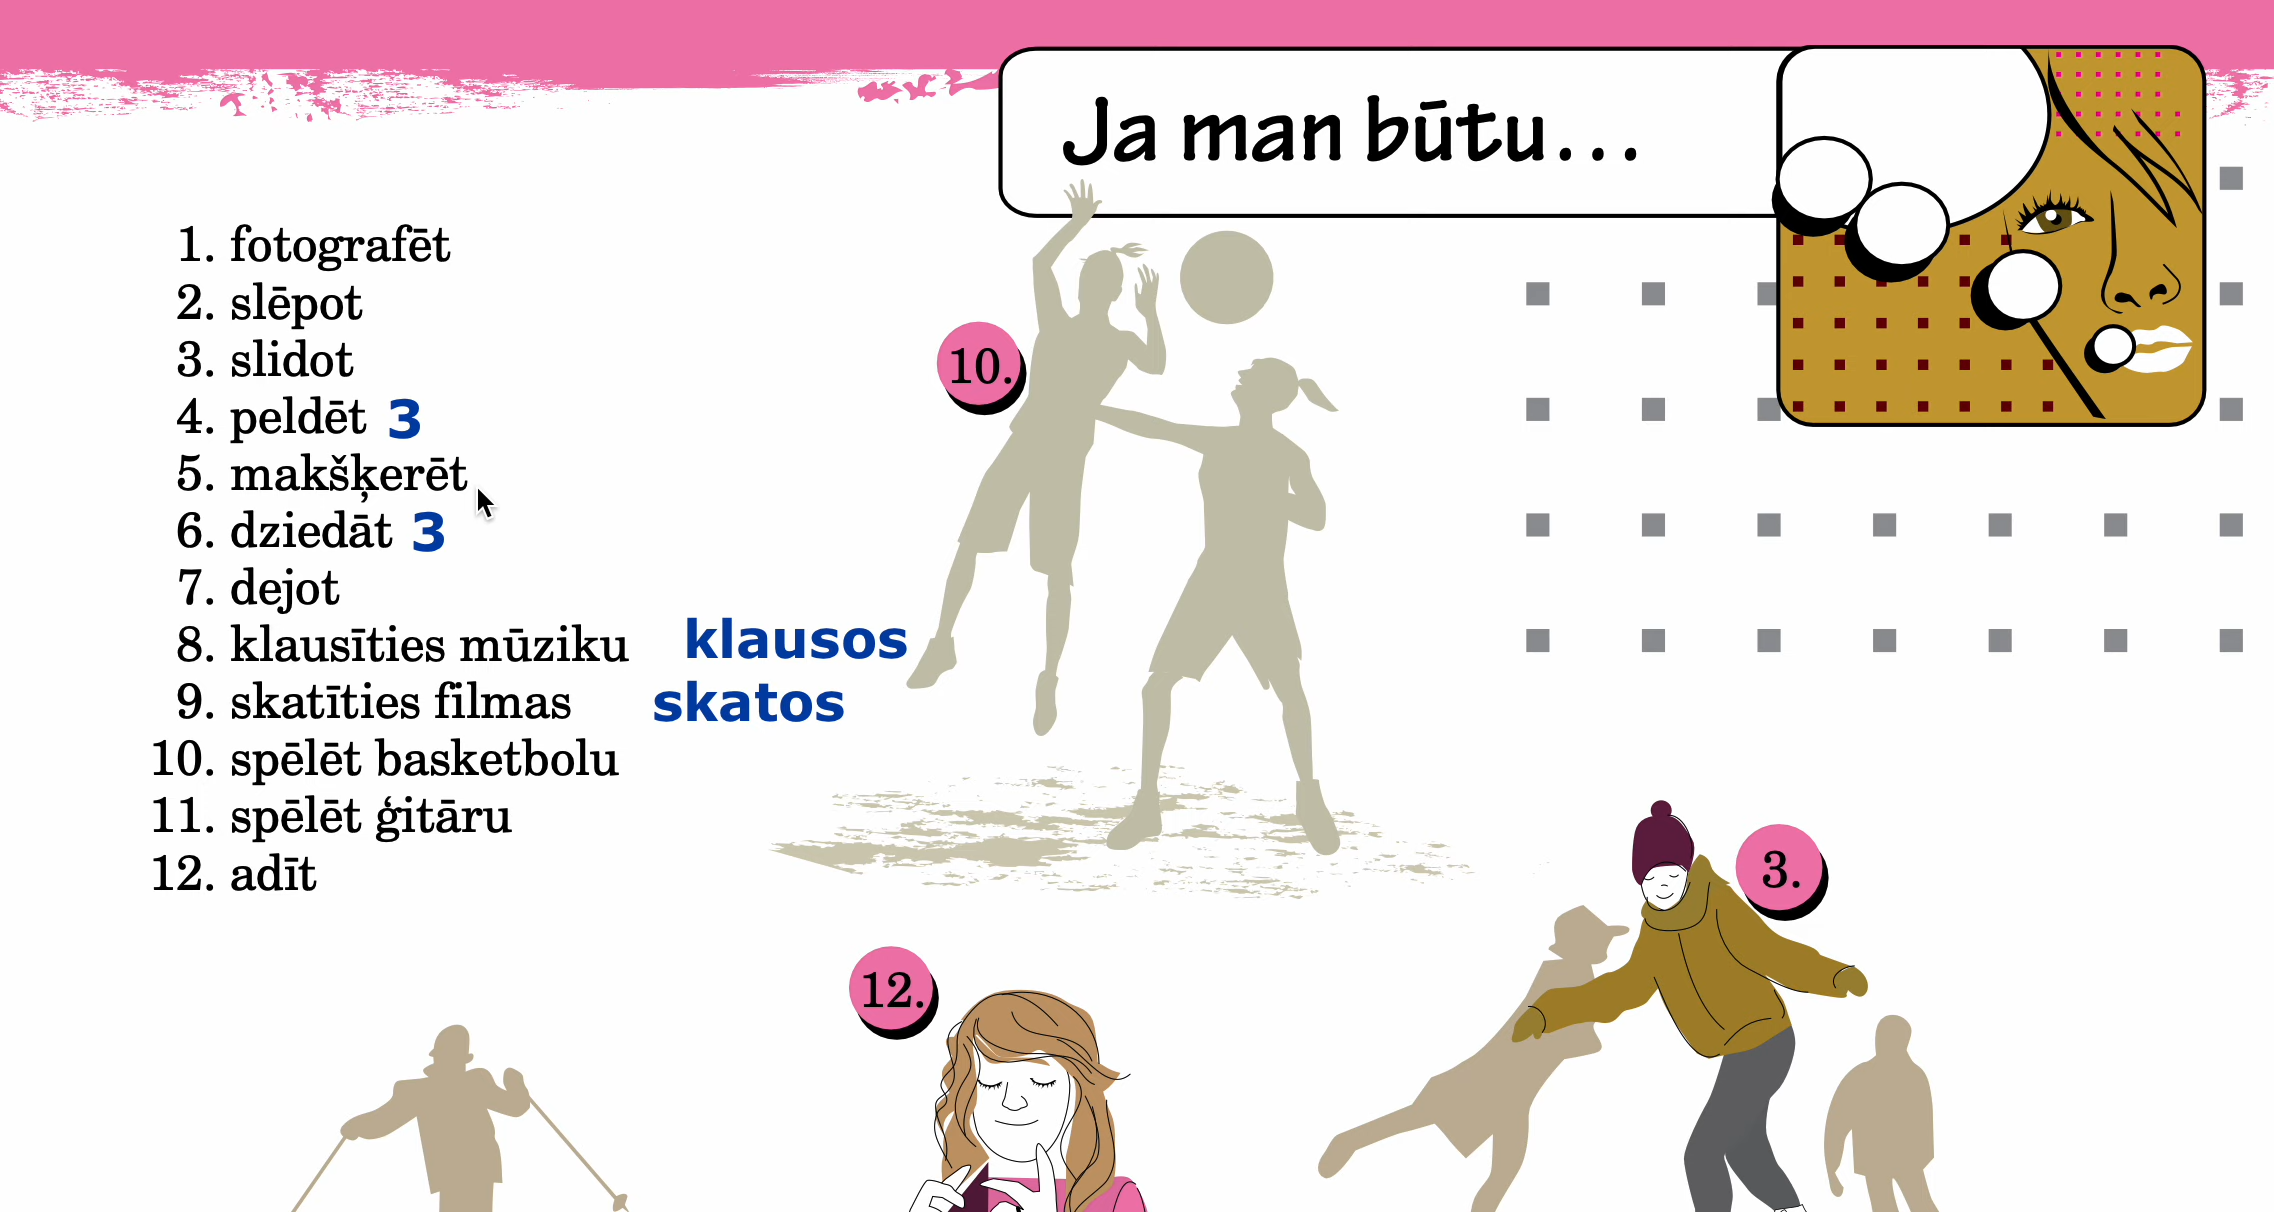 Ja man būtu...
1. fotografēt
2. slēpot
3. slidot
4. peldēt 3
5. makšķerēt
6. dziedāt 3
7. dejot
8. klausīties mūziku klausos
9. skatīties filmas skatos
10. spēlēt basketbolu
11. spēlēt ģitāru
12. adīt
10.
3.
12.